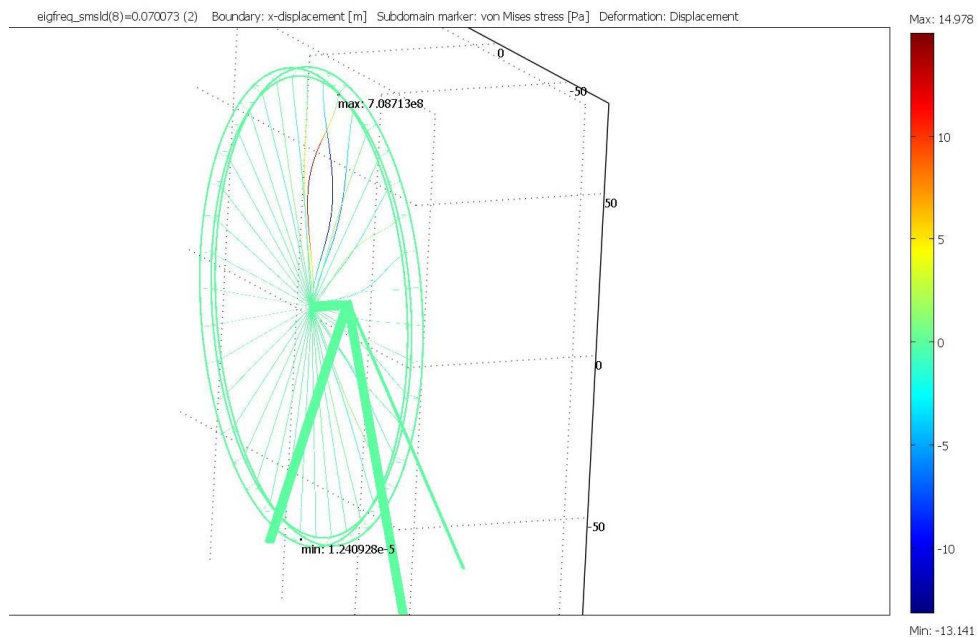 eigfreq_smsld(8)=0.070073 (2) Boundary: x-displacement [m] Subdomain marker: von Mises stress [Pa] Deformation: Displacement
Max: 14.978
0
-50
max: 7.08713e8
10
50
5
0
0
-5
-50
min: 1.240928e-5
-10
Min: -13.141